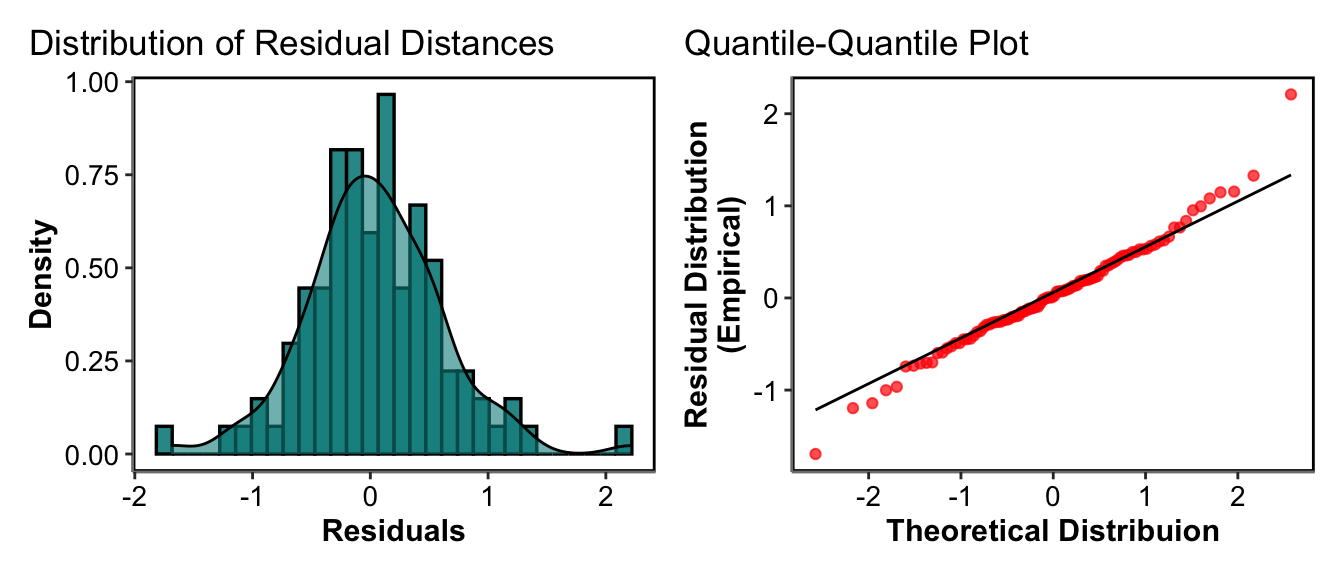 Distribution of Residual Distances
1.00
0.75
0.50
0.25
0.00
Density
-2 -1 0 1 2
Residuals
Quantile-Quantile Plot
2
1
0
-1
Residual Distribution
(Empirical)
-2 -1 0 1 2
Theoretical Distribuion